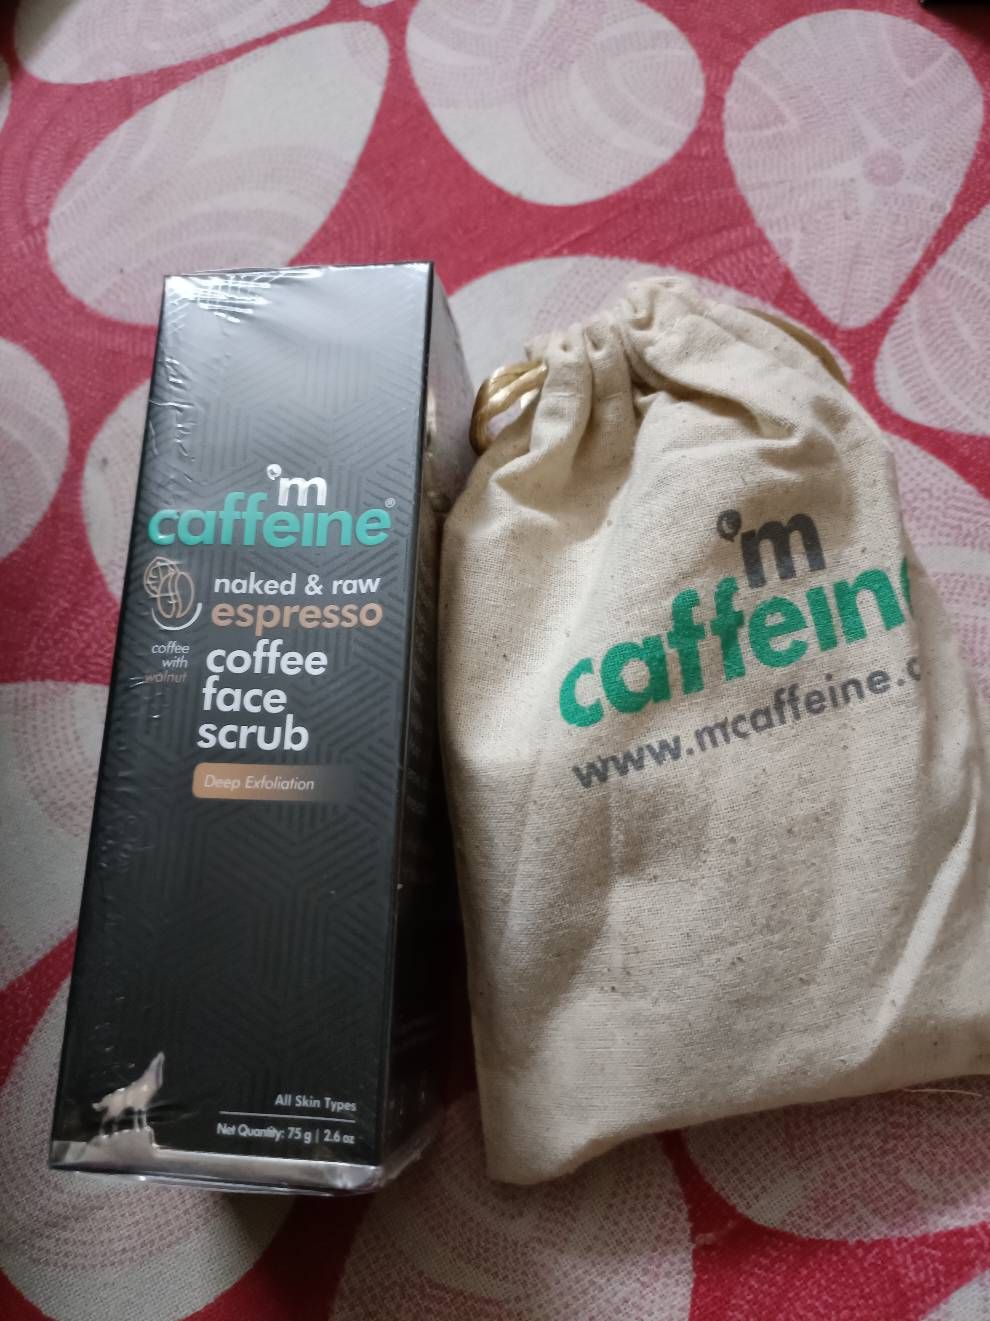 'm
caffeine®
naked & raw
espresso
coffee
with
walnut
coffee
face
scrub
Deep Exfoliation
All Skin Types
Net Quantity: 75 g | 2.6 oz
'm
caffein
www.mcaffeine.c